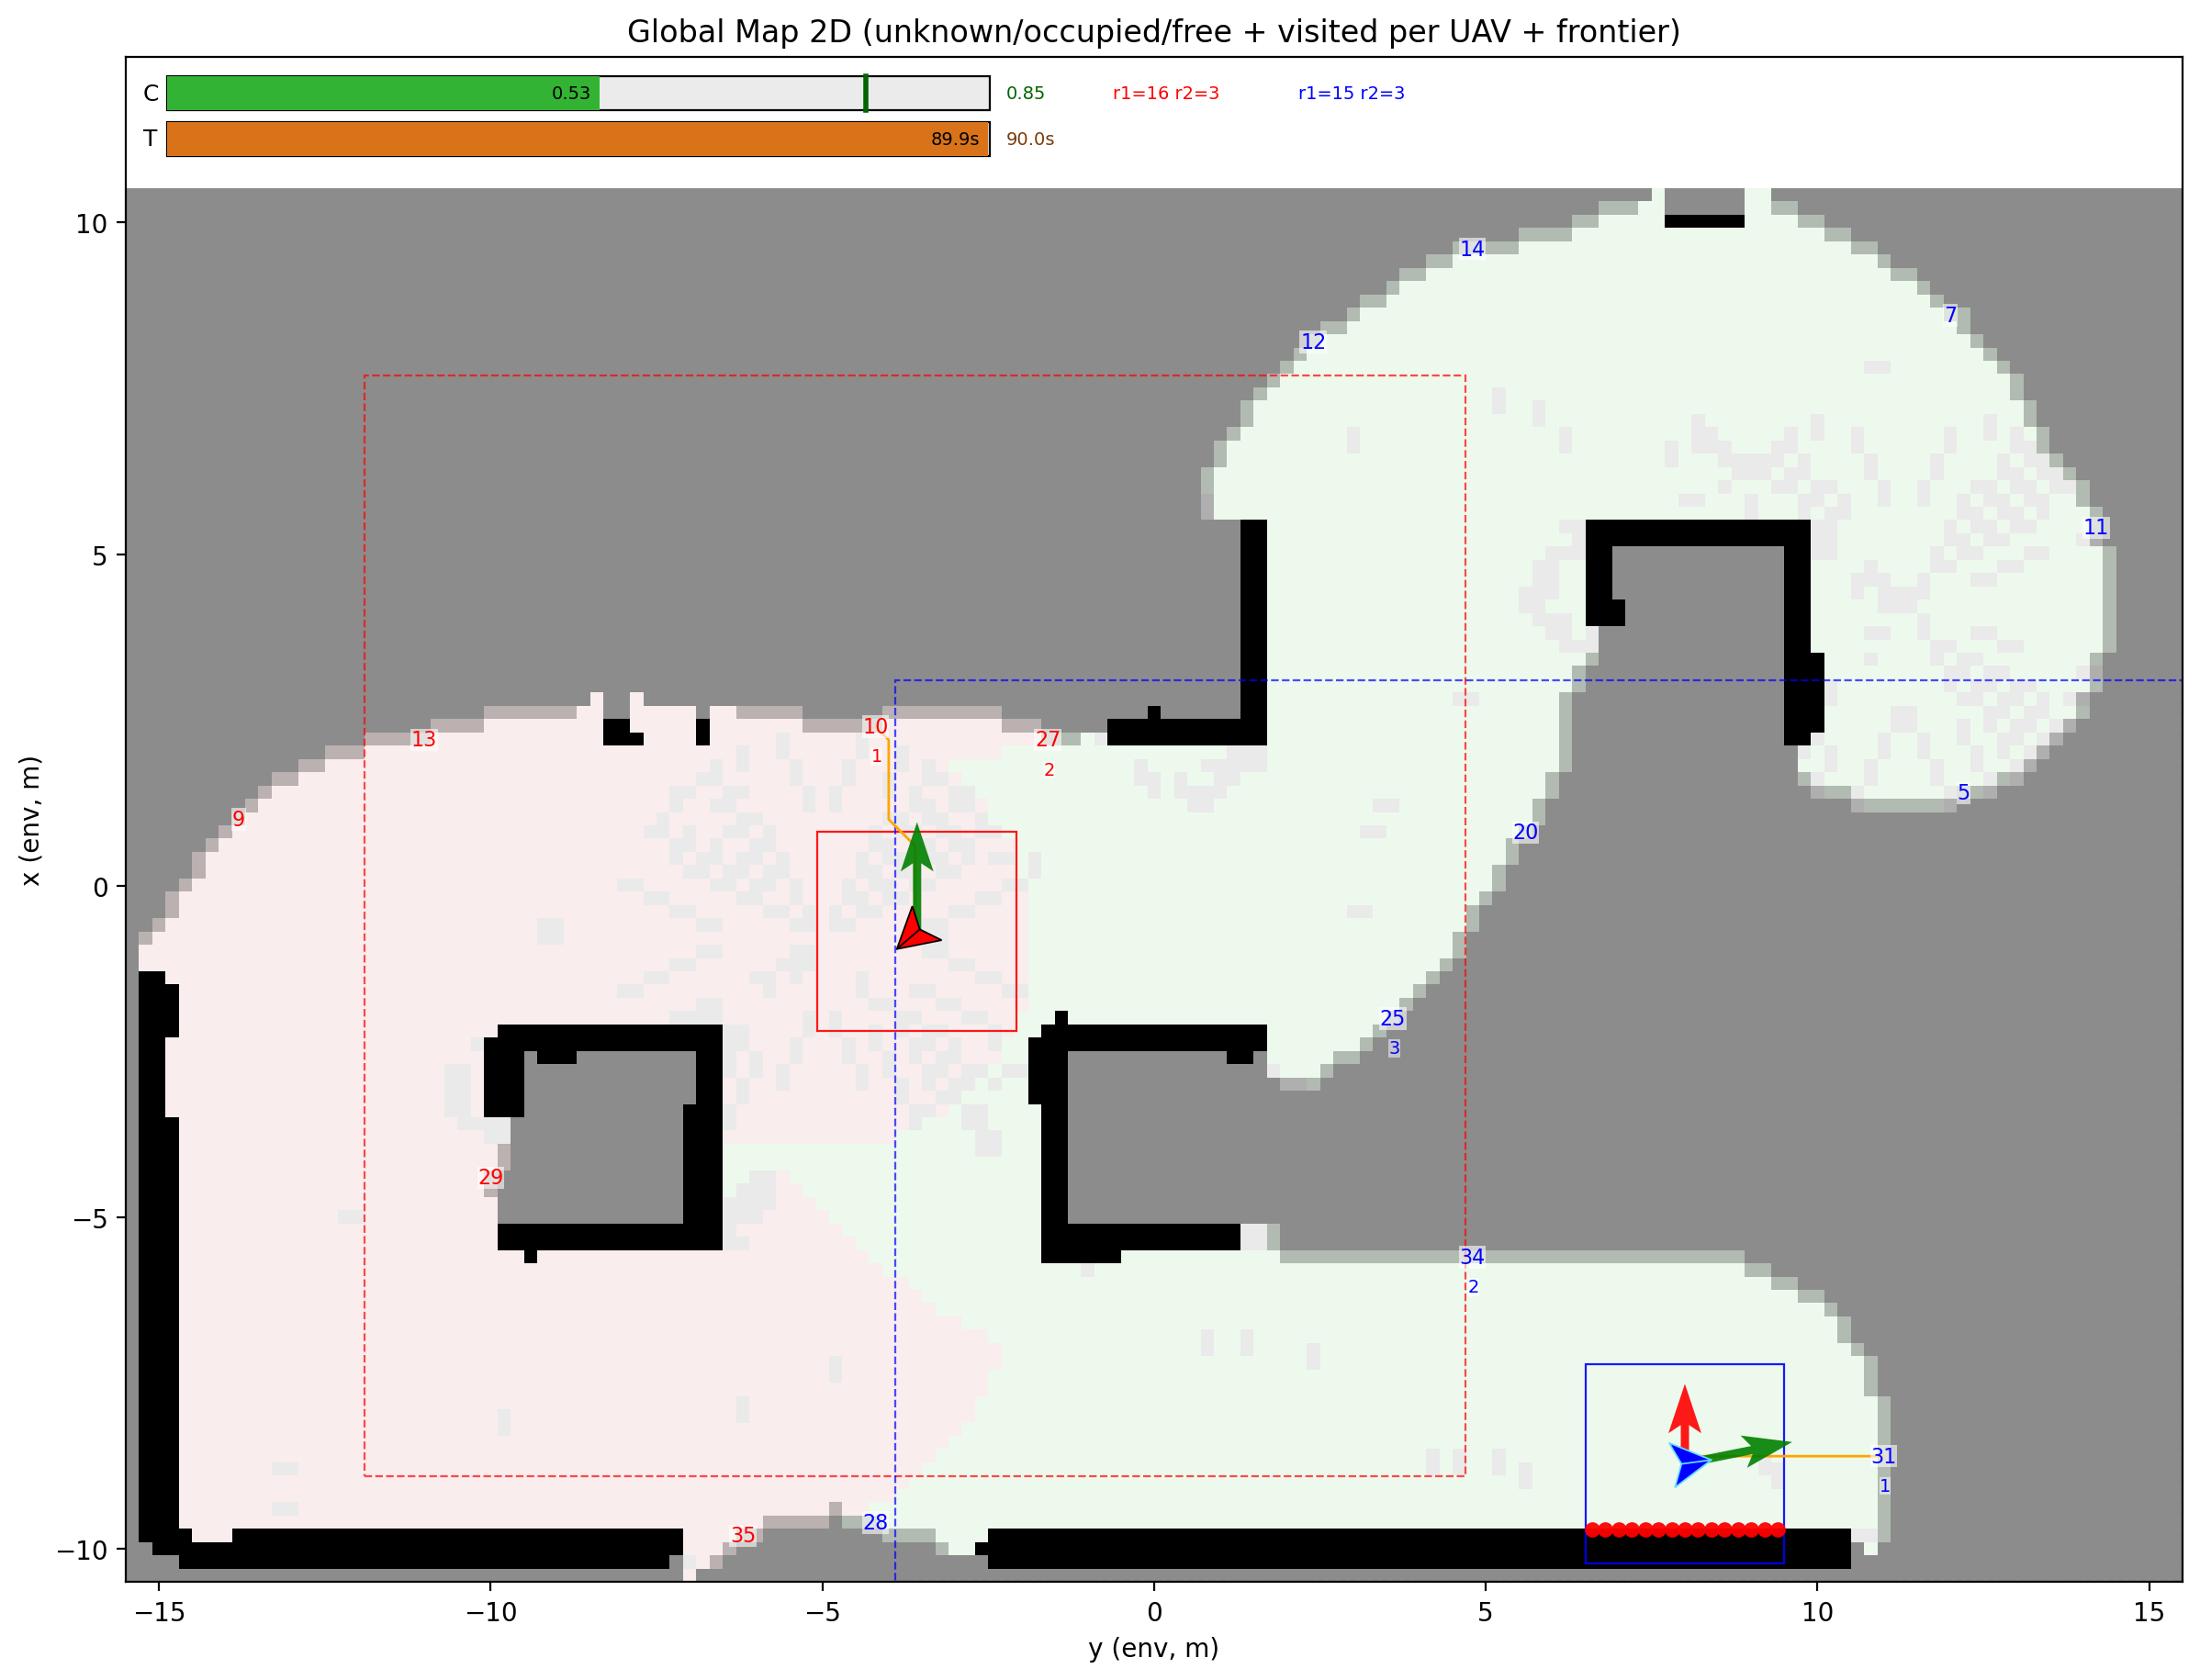 Global Map 2D (unknown/occupied/free + visited per UAV + frontier)
C 0.53 0.85 r1=16 r2=3 r1=15 r2=3
T 89.9s 90.0s
10
14
7
12
11
5
13 10 27
1 2
9 5 20
0
25
3
29
−5
34
2
31
1
28
35
−10
−15 −10 −5 0 5 10 15
y (env, m)
x (env, m)